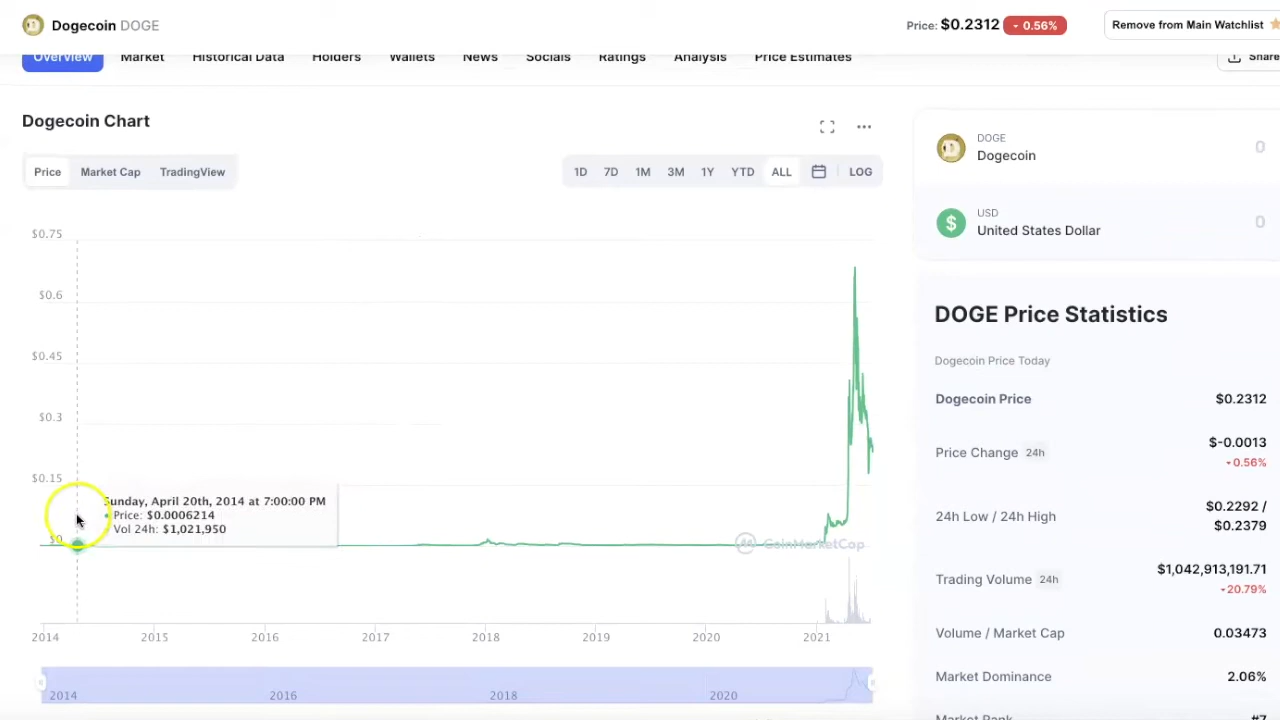 Dogecoin DOGE
Price: $0.2312 0.56%
Remove from Main Watchlist
Overview Market Historical Data Holders Wallets News Socials Ratings Analysis Price Estimates
Share
Dogecoin Chart
Price Market Cap TradingView
1D 7D 1M 3M 1Y YTD ALL LOG
$0.75
$0.6
$0.45
$0.3
$0.15
$0
Sunday, April 20th, 2014 at 7:00:00 PM
Price: $0.0006214
Vol 24h: $1,021,950
CoinMarketCap
2014 2015 2016 2017 2018 2019 2020 2021
2014 2016 2018 2020
DOGE
Dogecoin
0
USD
$
United States Dollar
0
DOGE Price Statistics
Dogecoin Price Today
Dogecoin Price $0.2312
Price Change 24h $-0.0013
0.56%
24h Low / 24h High $0.2292 /
$0.2379
Trading Volume 24h $1,042,913,191.71
20.79%
Volume / Market Cap 0.03473
Market Dominance 2.06%
Market Rank #7